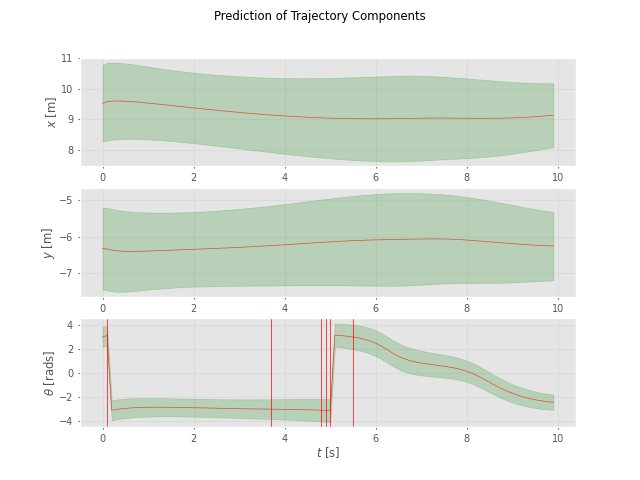 Prediction of Trajectory Components
11
10
9
8
x [m]
0 2 4 6 8 10
−5
−6
−7
y [m]
0 2 4 6 8 10
4
2
0
−2
−4
θ [rads]
0 2 4 6 8 10
t [s]